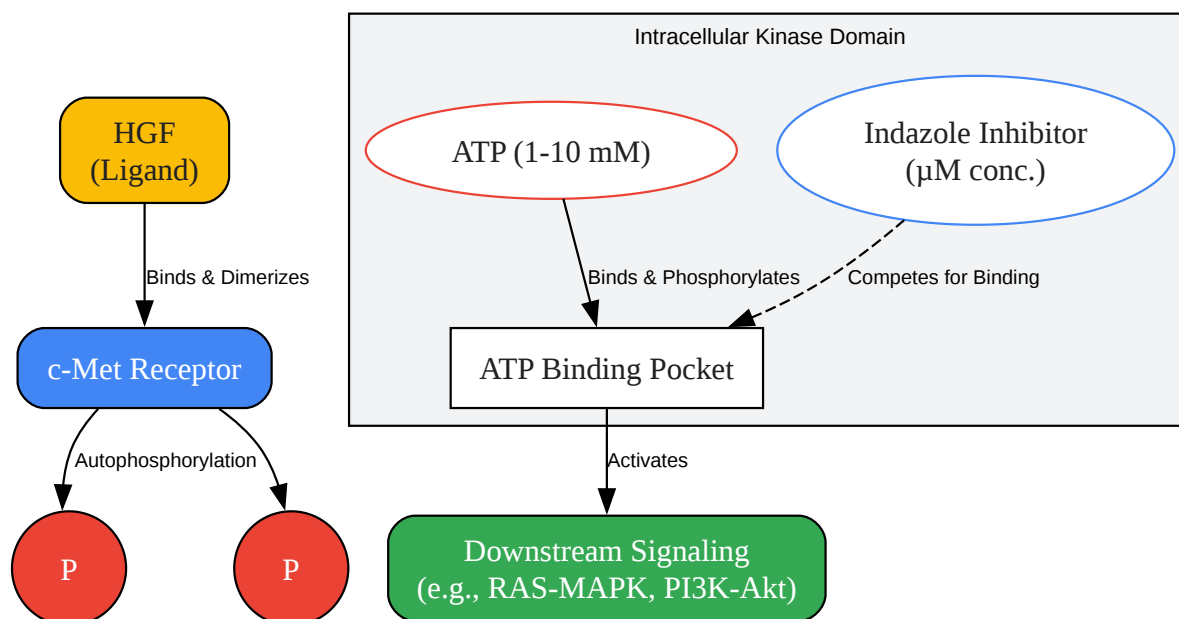 Intracellular Kinase Domain
HGF
(Ligand)
ATP (1-10 mM)
Indazole Inhibitor
(µM conc.)
Binds & Dimerizes
Binds & Phosphorylates
Competes for Binding
c-Met Receptor
ATP Binding Pocket
Autophosphorylation
Activates
P
P
Downstream Signaling
(e.g., RAS-MAPK, PI3K-Akt)